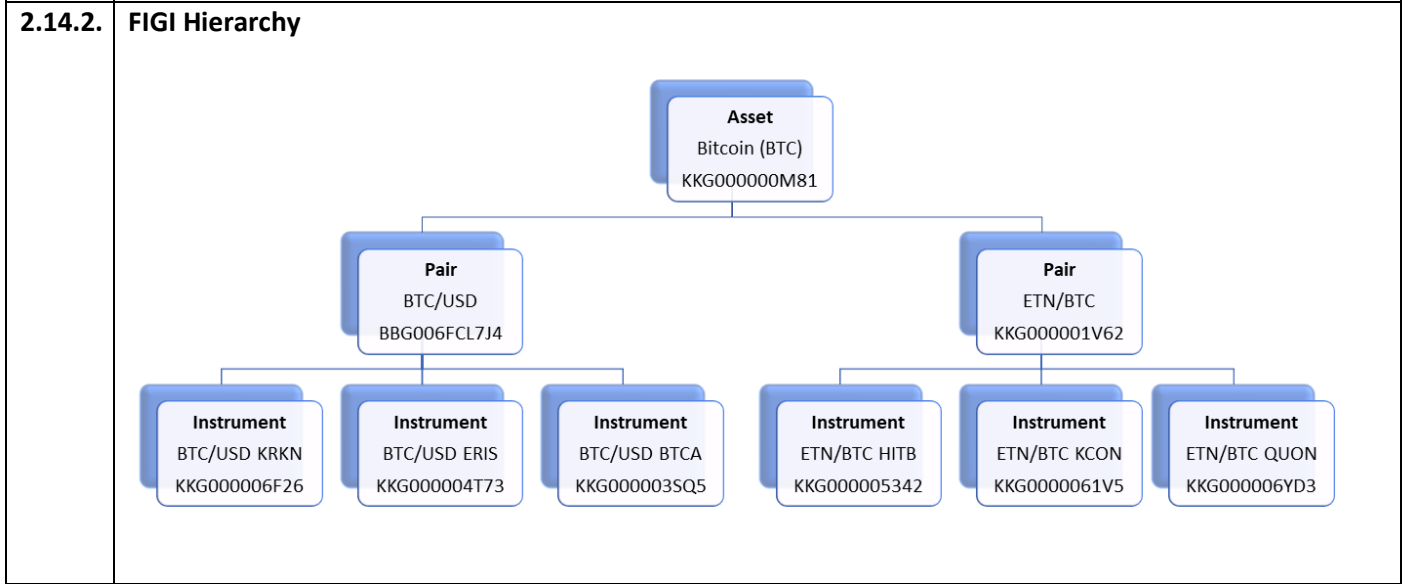 2.14.2. FIGI Hierarchy
Asset
Bitcoin (BTC)
KKG000000M81
Pair
BTC/USD
BBG006FCL7J4
Pair
ETN/BTC
KKG000001V62
Instrument
BTC/USD KRKN
KKG000006F26
Instrument
BTC/USD ERIS
KKG000004T73
Instrument
BTC/USD BTCA
KKG000003SQ5
Instrument
ETN/BTC HITB
KKG000005342
Instrument
ETN/BTC KCON
KKG0000061V5
Instrument
ETN/BTC QUON
KKG000006YD3